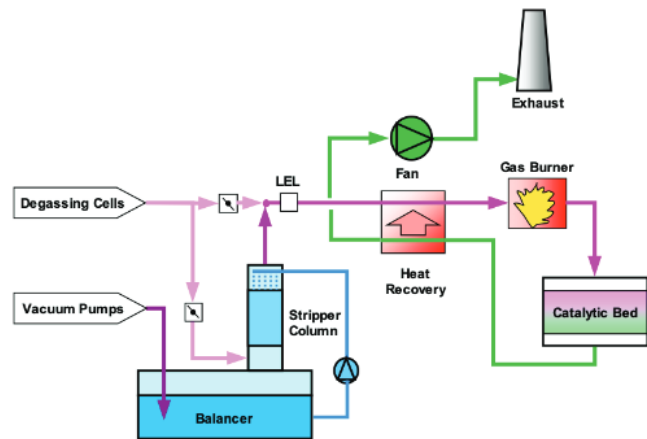 Exhaust
Fan
LEL
Gas Burner
Degassing Cells
Heat
Recovery
Vacuum Pumps
Stripper
Column
Catalytic Bed
Balancer